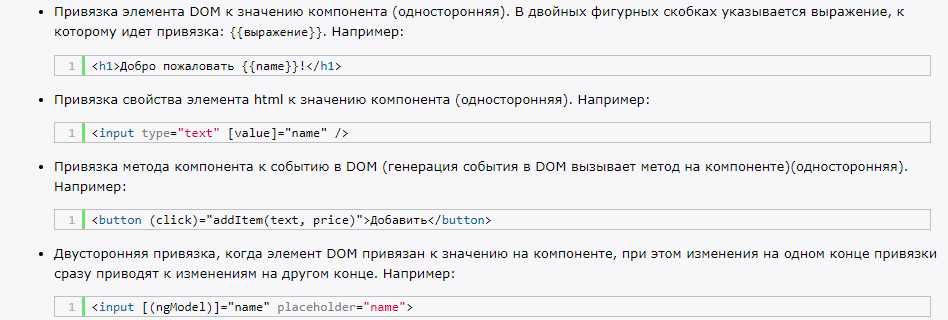 • Привязка элемента DOM к значению компонента (односторонняя). В двойных фигурных скобках указывается выражение, к
которому идет привязка: {{выражение}}. Например:
1 <h1>Добро пожаловать {{name}}!</h1>
• Привязка свойства элемента html к значению компонента (односторонняя). Например:
1 <input type="text" [value]="name" />
• Привязка метода компонента к событию в DOM (генерация события в DOM вызывает метод на компоненте)(односторонняя).
Например:
1 <button (click)="addItem(text, price)">Добавить</button>
• Двусторонняя привязка, когда элемент DOM привязан к значению на компоненте, при этом изменения на одном конце привязки
сразу приводят к изменениям на другом конце. Например:
1 <input [(ngModel)]="name" placeholder="name">